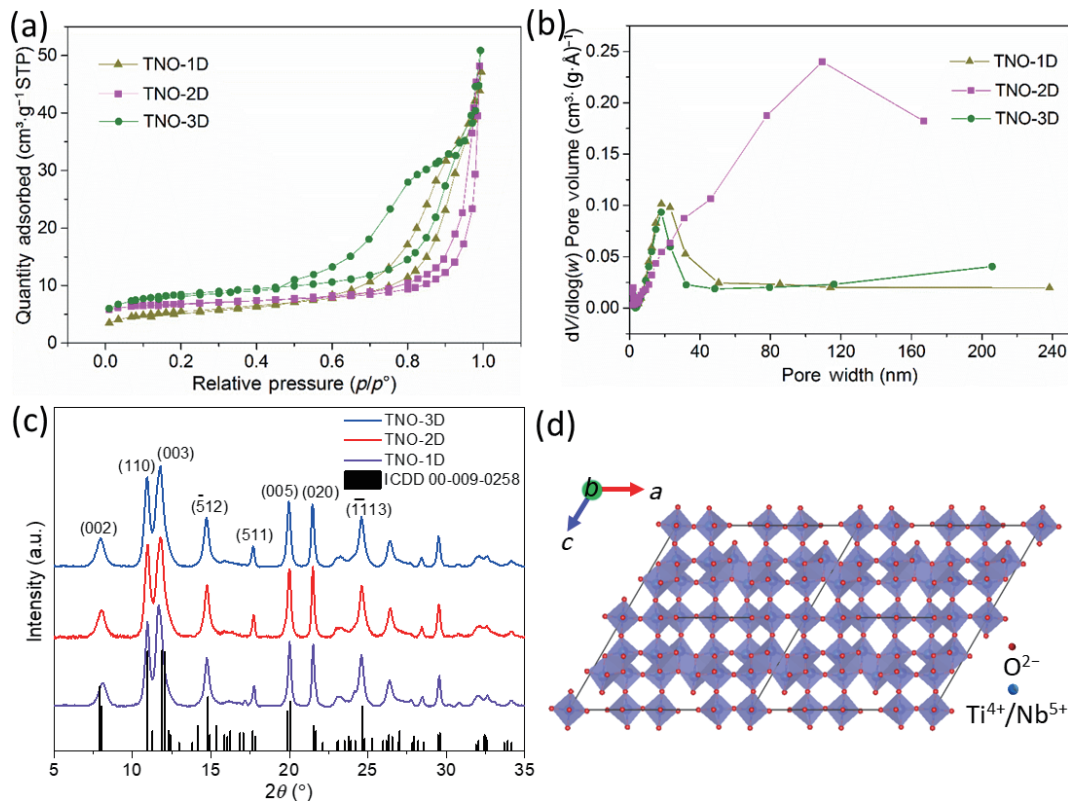 (a)
TNO-1D
TNO-2D
TNO-3D
Quantity adsorbed (cm³·g⁻¹ STP)
50
40
30
20
10
0
0.0 0.2 0.4 0.6 0.8 1.0
Relative pressure (p/p°)
(b)
TNO-1D
TNO-2D
TNO-3D
dV/dlog(w) Pore volume (cm³·(g·Å)⁻¹)
0.25
0.20
0.15
0.10
0.05
0.00
0 40 80 120 160 200 240
Pore width (nm)
(c)
TNO-3D
TNO-2D
TNO-1D
ICDD 00-009-0258
Intensity (a.u.)
(002)
(110)
(003)
(5̄12)
(511)
(005)
(020)
(1̄1̄13)
5 10 15 20 25 30 35
2θ (°)
(d)
b
a
c
O²⁻
Ti⁴⁺/Nb⁵⁺